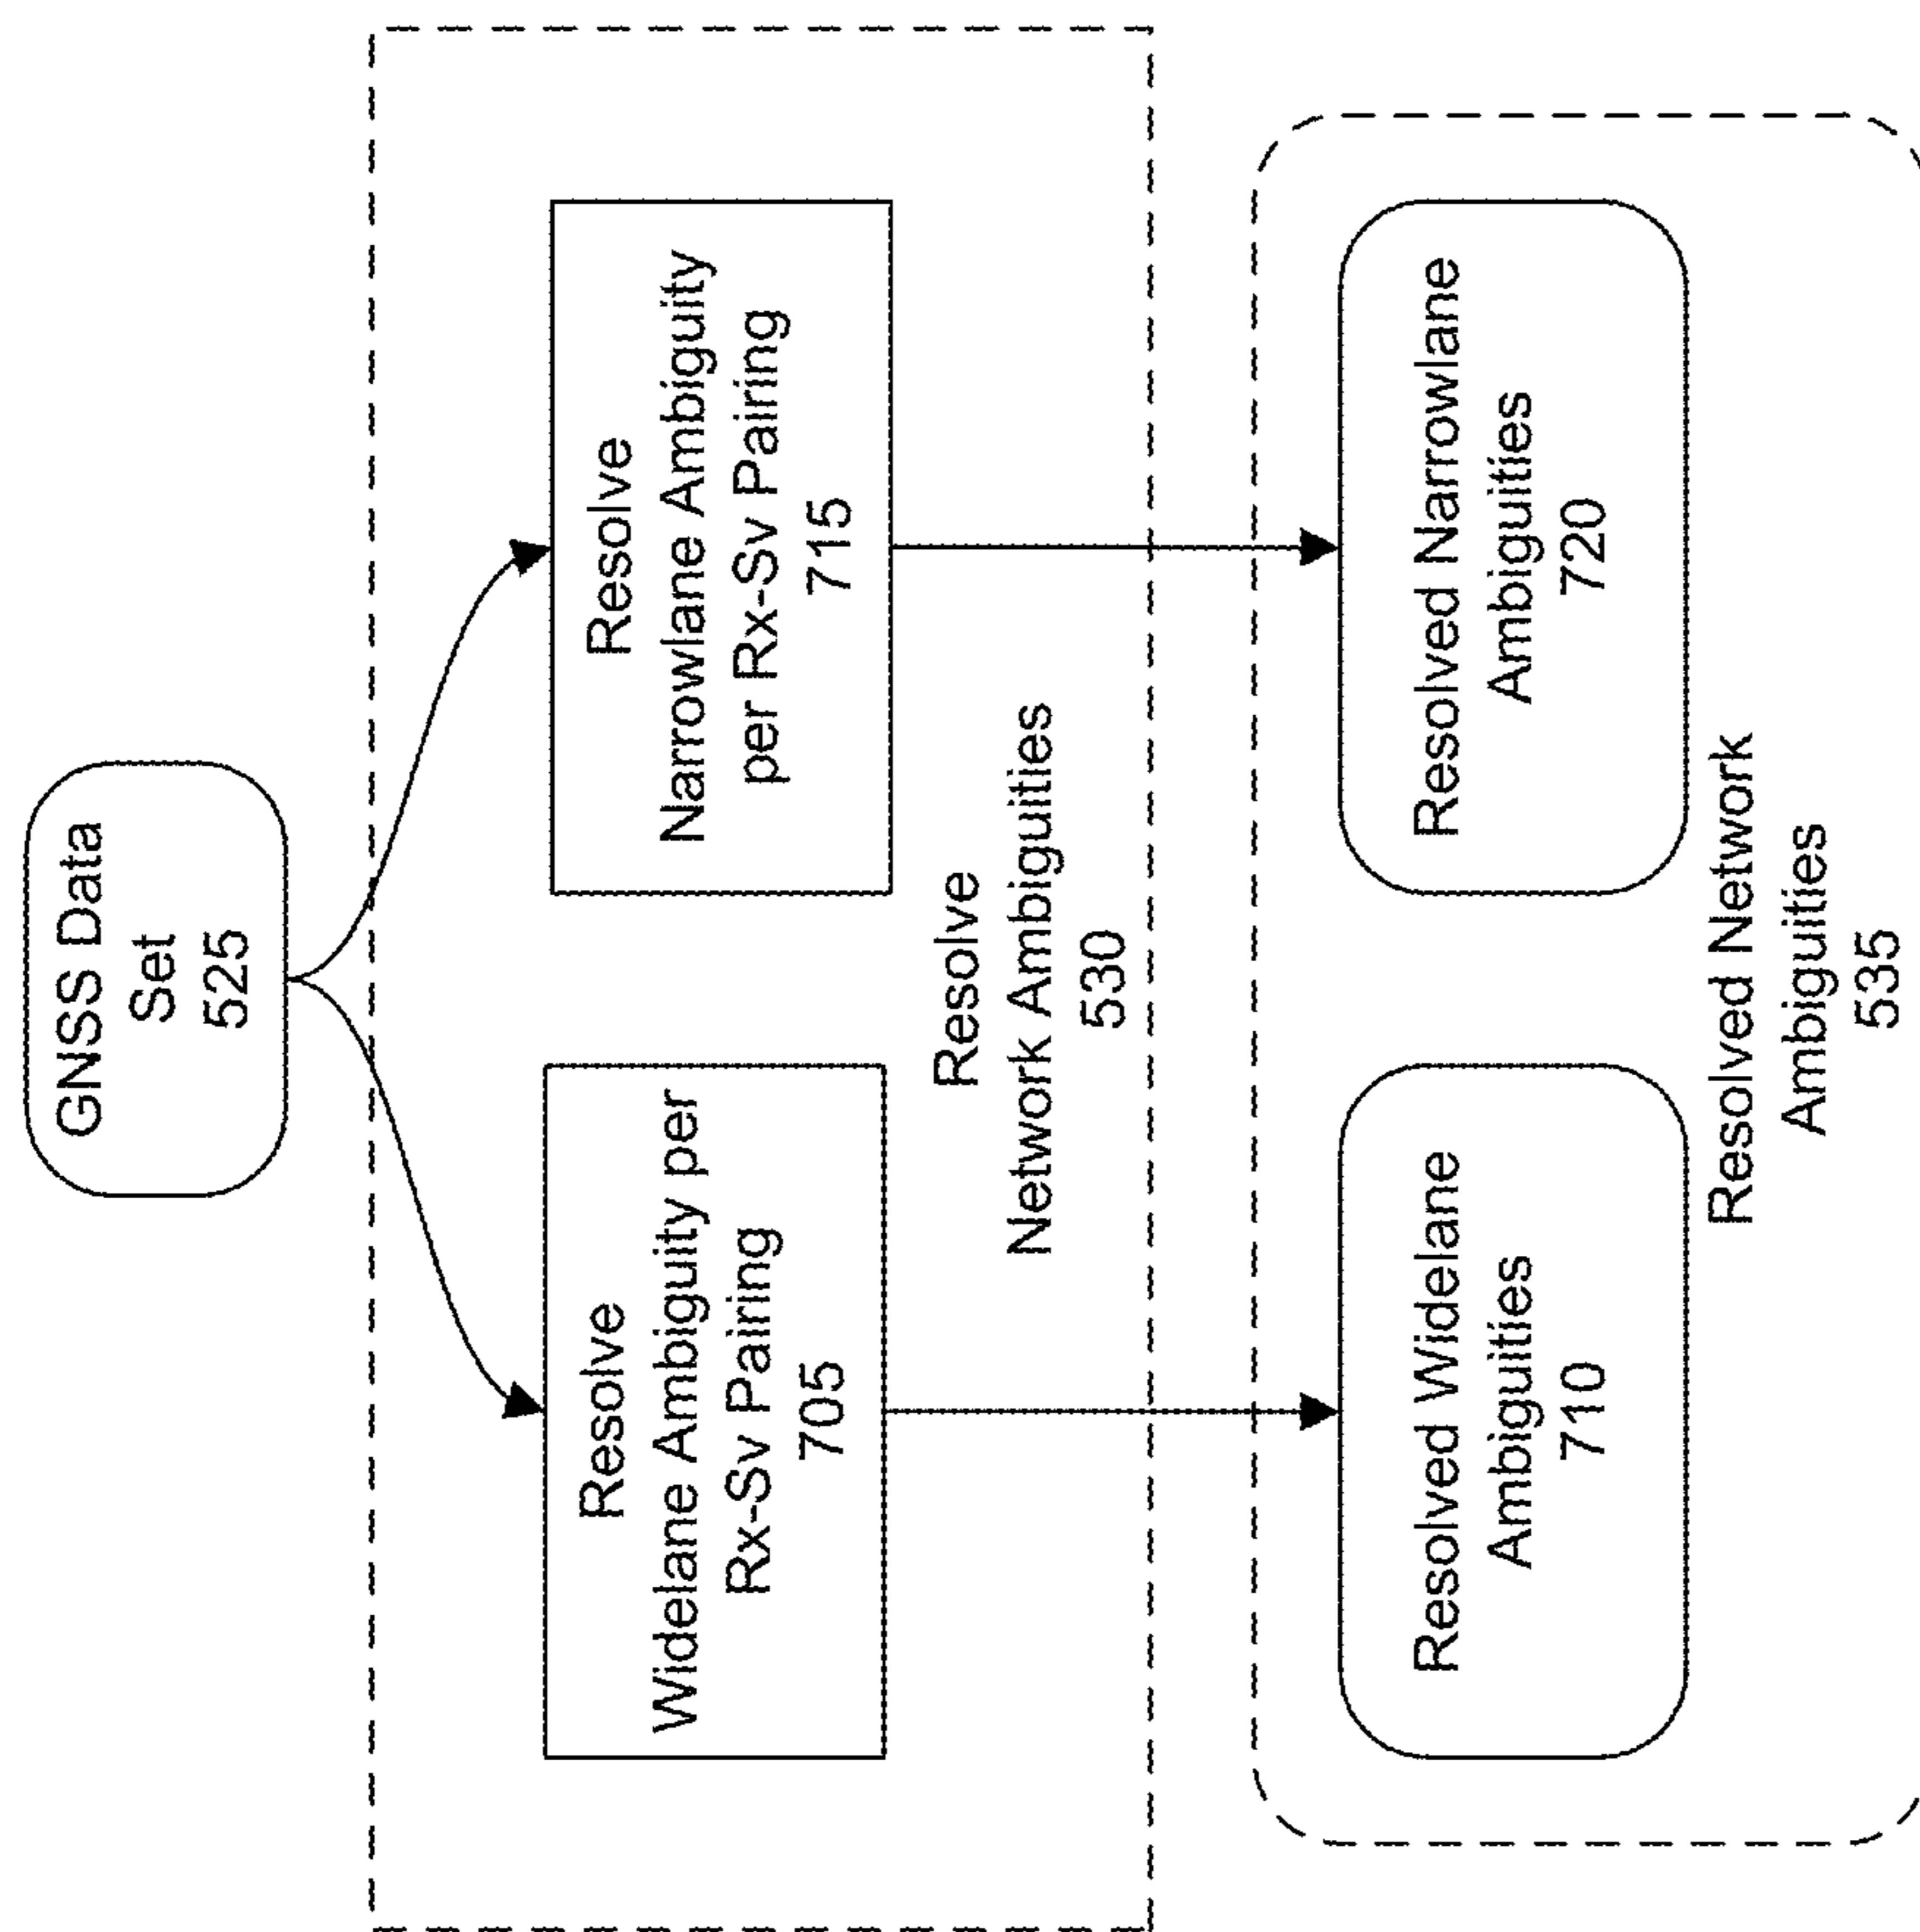 GNSS Data
Set
525
Resolve
Widelane Ambiguity per
Rx-Sv Pairing
705
Resolve
Narrowlane Ambiguity
per Rx-Sv Pairing
715
Resolve
Network Ambiguities
530
Resolved Widelane
Ambiguities
710
Resolved Narrowlane
Ambiguities
720
Resolved Network
Ambiguities
535